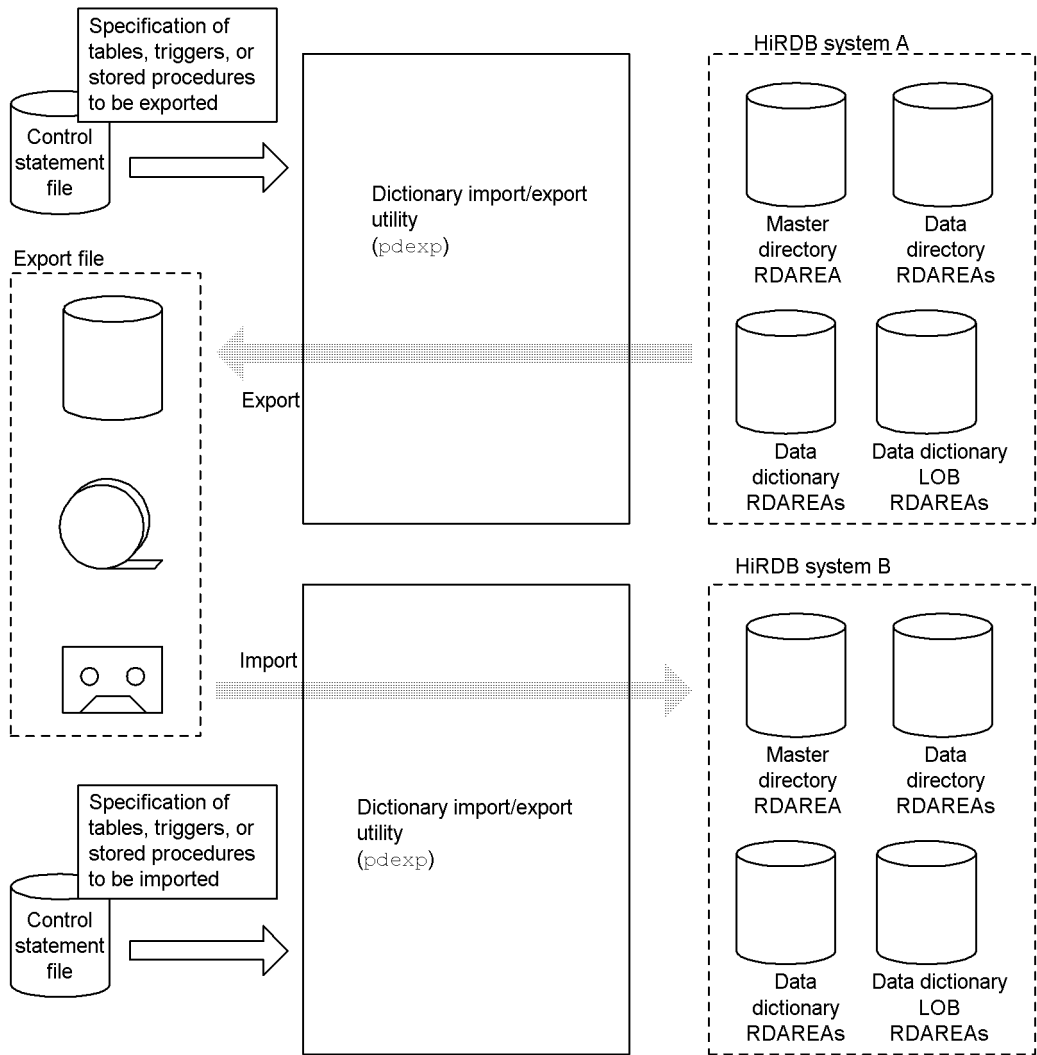 Specification of
tables, triggers, or
stored procedures
to be exported
Control
statement
file
Dictionary import/export
utility
(pdexp)
HiRDB system A
Master
directory
RDAREA
Data
directory
RDAREAs
Data
dictionary
RDAREAs
Data dictionary
LOB
RDAREAs
Export file
Export
Import
HiRDB system B
Master
directory
RDAREA
Data
directory
RDAREAs
Data
dictionary
RDAREAs
Data dictionary
LOB
RDAREAs
Specification of
tables, triggers, or
stored procedures
to be imported
Control
statement
file
Dictionary import/export
utility
(pdexp)